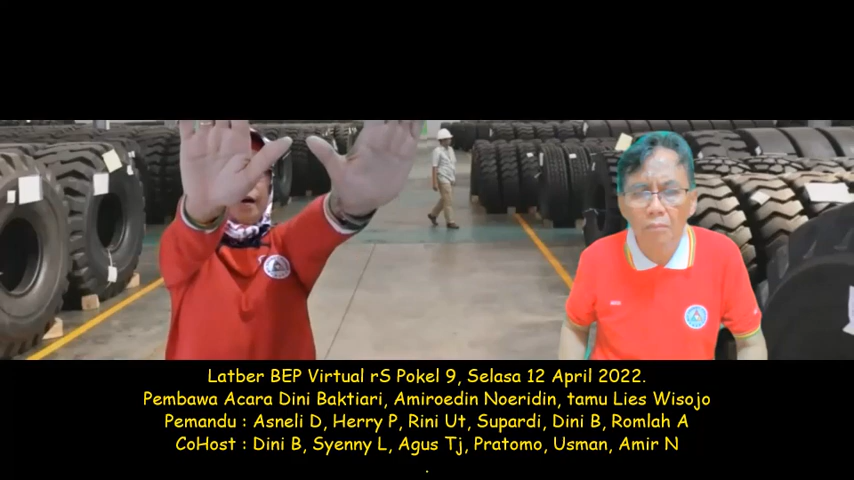 Latber BEP Virtual rS Pokel 9, Selasa 12 April 2022.
Pembawa Acara Dini Baktiari, Amiroedin Noeridin, tamu Lies Wisojo
Pemandu : Asneli D, Herry P, Rini Ut, Supardi, Dini B, Romlah A
CoHost : Dini B, Syenny L, Agus Tj, Pratomo, Usman, Amir N
.